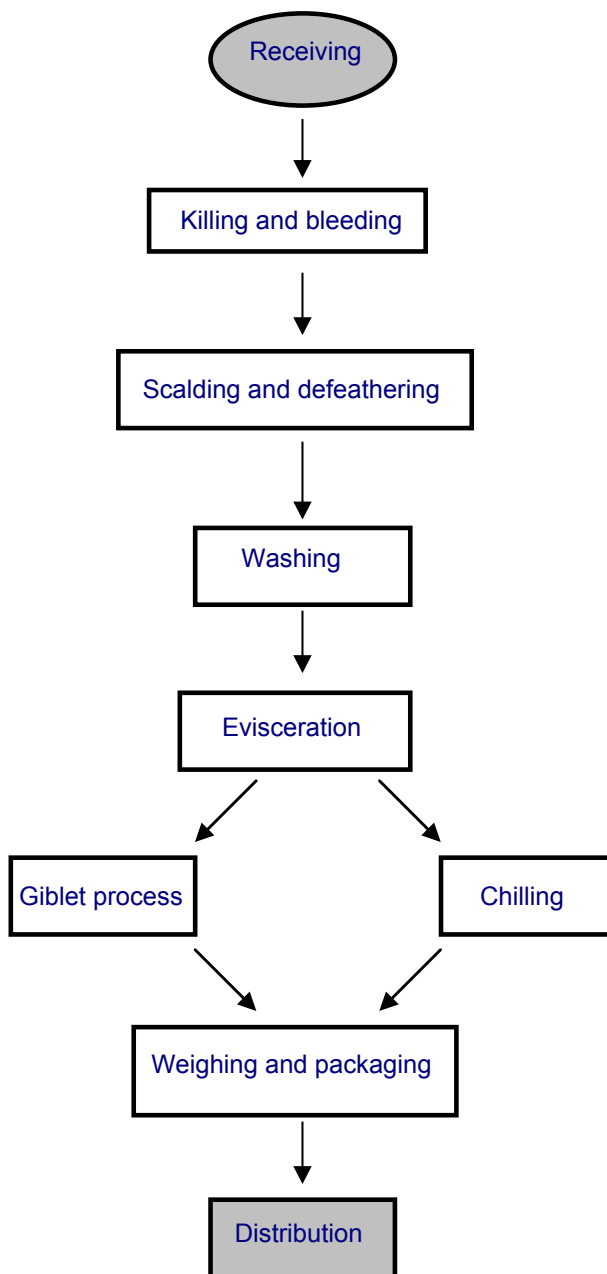 Receiving
Killing and bleeding
Scalding and defeathering
Washing
Evisceration
Giblet process
Chilling
Weighing and packaging
Distribution